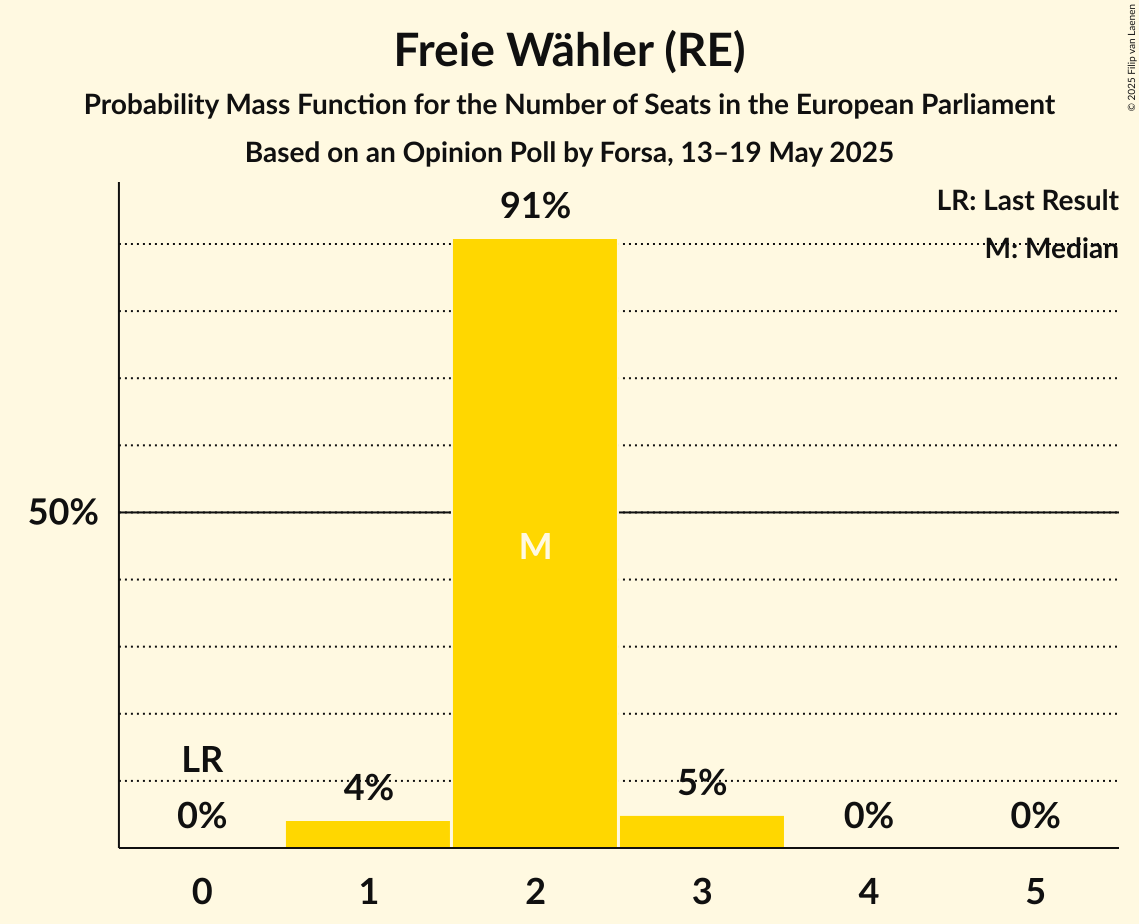 Freie Wähler (RE)
Probability Mass Function for the Number of Seats in the European Parliament
Based on an Opinion Poll by Forsa, 13–19 May 2025
© 2025 Filip van Laenen
LR: Last Result
M: Median
91%
50%
M
LR
0%
4%
5%
0%
0%
0
1
2
3
4
5